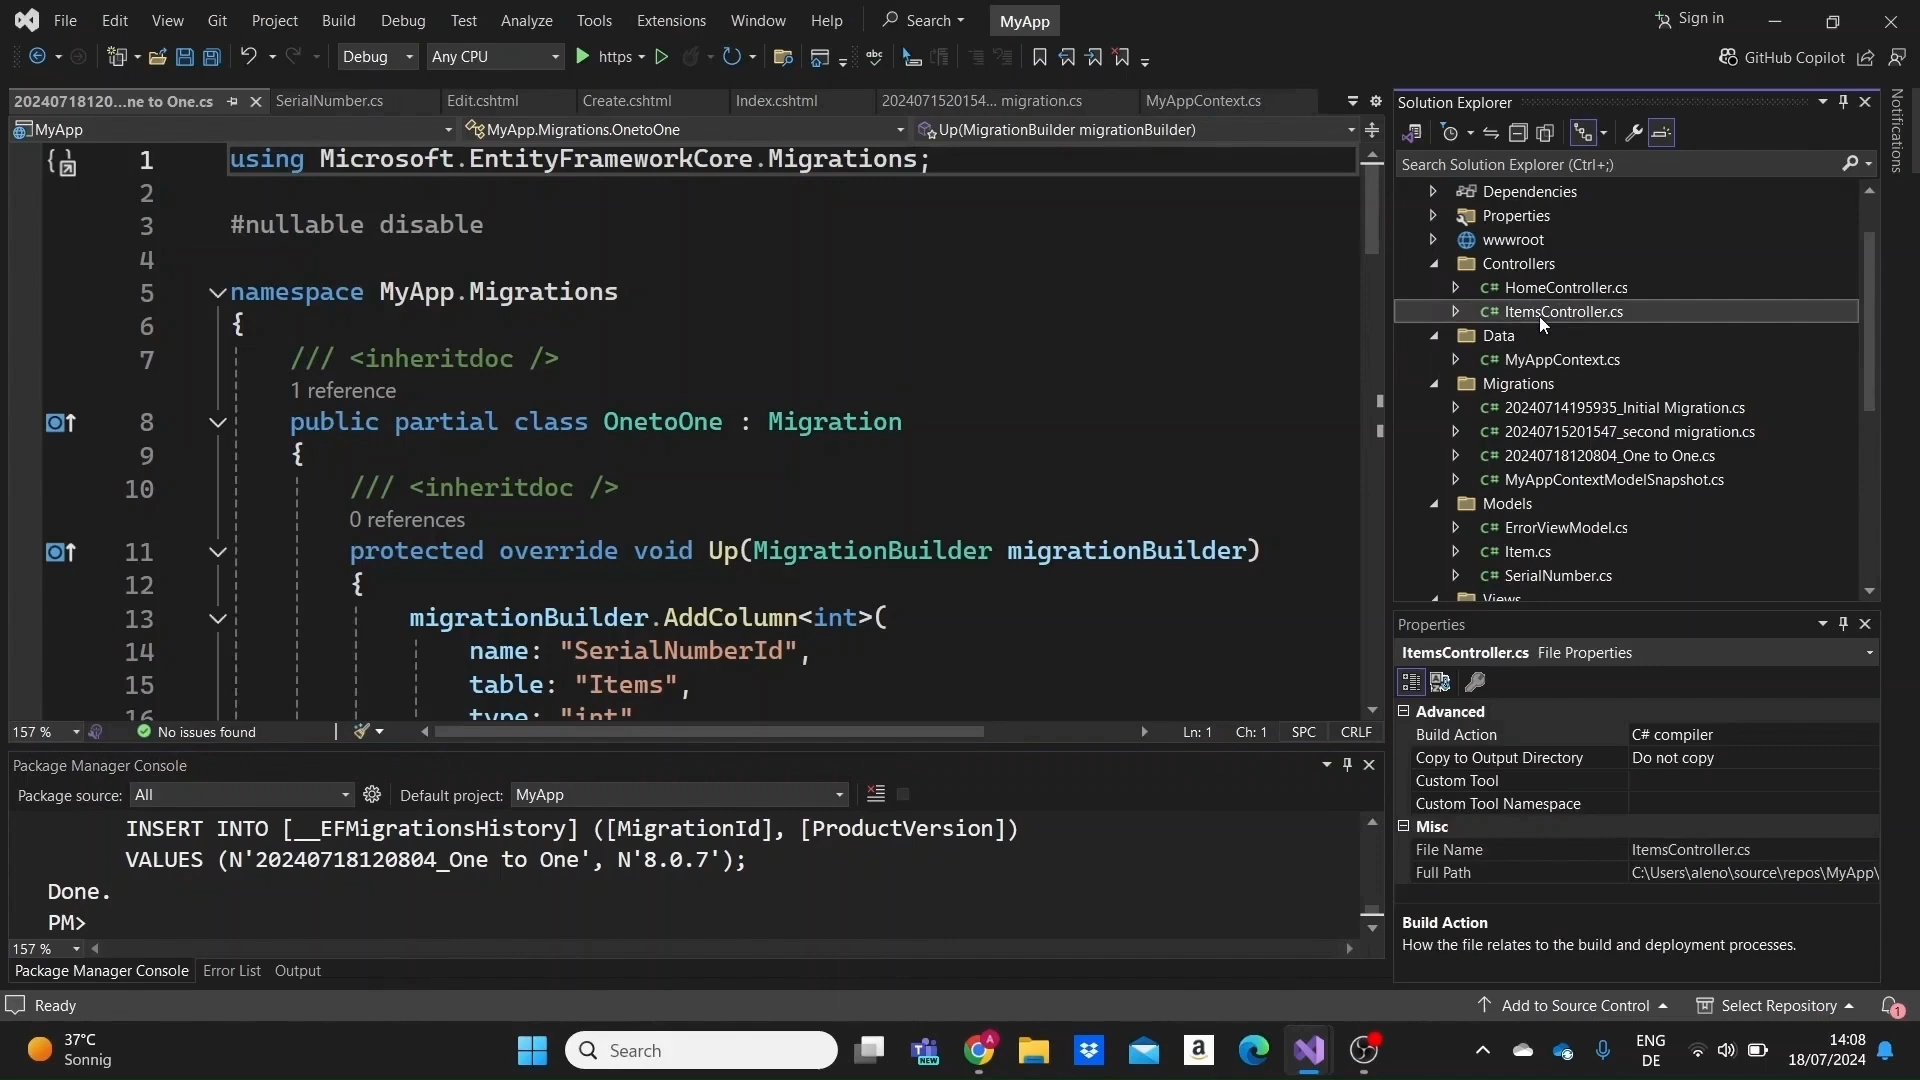 File Edit View Git Project Build Debug Test Analyze Tools Extensions Window Help Search MyApp Sign in
Debug Any CPU https abc GitHub Copilot
20240718120...ne to One.cs SerialNumber.cs Edit.cshtml Create.cshtml Index.cshtml 2024071520154... migration.cs MyAppContext.cs
MyApp MyApp.Migrations.OnetoOne Up(MigrationBuilder migrationBuilder)
1 using Microsoft.EntityFrameworkCore.Migrations;
2
3 #nullable disable
4
5 namespace MyApp.Migrations
6 {
7 /// <inheritdoc />
1 reference
8 public partial class OnetoOne : Migration
9 {
10 /// <inheritdoc />
0 references
11 protected override void Up(MigrationBuilder migrationBuilder)
12 {
13 migrationBuilder.AddColumn<int>(
14 name: "SerialNumberId",
15 table: "Items",
16 type: "int"
157 % No issues found Ln: 1 Ch: 1 SPC CRLF
Package Manager Console
Package source: All Default project: MyApp
INSERT INTO [__EFMigrationsHistory] ([MigrationId], [ProductVersion])
VALUES (N'20240718120804_One to One', N'8.0.7');
Done.
PM>
157 %
Package Manager Console Error List Output
Solution Explorer
Search Solution Explorer (Ctrl+;)
Dependencies
Properties
wwwroot
Controllers
C# HomeController.cs
C# ItemsController.cs
Data
C# MyAppContext.cs
Migrations
C# 20240714195935_Initial Migration.cs
C# 20240715201547_second migration.cs
C# 20240718120804_One to One.cs
C# MyAppContextModelSnapshot.cs
Models
C# ErrorViewModel.cs
C# Item.cs
C# SerialNumber.cs
Views
Properties
ItemsController.cs File Properties
Advanced
Build Action C# compiler
Copy to Output Directory Do not copy
Custom Tool
Custom Tool Namespace
Misc
File Name ItemsController.cs
Full Path C:\Users\aleno\source\repos\MyApp\
Build Action
How the file relates to the build and deployment processes.
Notifications
Ready Add to Source Control Select Repository 1
37°C
Sonnig
Search
NEW
A
a
ENG
DE
14:08
18/07/2024